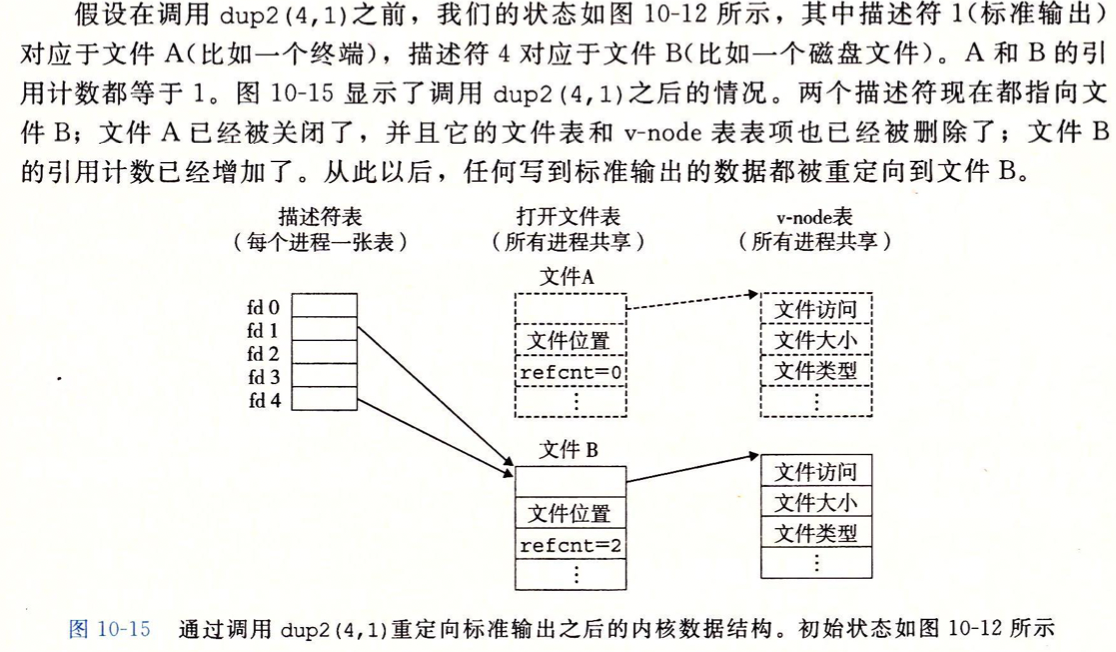 假设在调用 dup2(4,1)之前，我们的状态如图 10-12 所示，其中描述符 1(标准输出)
对应于文件 A(比如一个终端)，描述符 4 对应于文件 B(比如一个磁盘文件)。A 和 B 的引
用计数都等于 1。图 10-15 显示了调用 dup2(4,1)之后的情况。两个描述符现在都指向文
件 B；文件 A 已经被关闭了，并且它的文件表和 v-node 表表项也已经被删除了；文件 B
的引用计数已经增加了。从此以后，任何写到标准输出的数据都被重定向到文件 B。
描述符表
（每个进程一张表）
打开文件表
（所有进程共享）
v-node表
（所有进程共享）
fd 0
fd 1
fd 2
fd 3
fd 4
文件A
文件位置
refcnt=0
⋮
文件访问
文件大小
文件类型
⋮
文件 B
文件位置
refcnt=2
⋮
文件访问
文件大小
文件类型
⋮
图 10-15 通过调用 dup2(4,1)重定向标准输出之后的内核数据结构。初始状态如图 10-12 所示